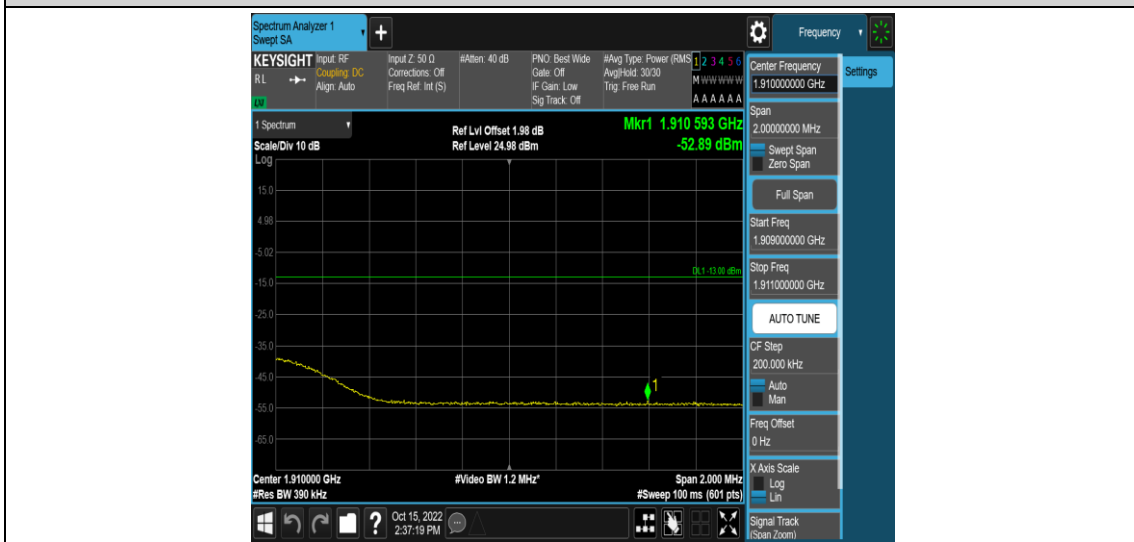 Spectrum Analyzer 1
Swept SA
+
Frequency
KEYSIGHT
RL
LXI
Input: RF
Coupling: DC
Align: Auto
Input Z: 50 Ω
Corrections: Off
Freq Ref: Int (S)
#Atten: 40 dB
PNO: Best Wide
Gate: Off
IF Gain: Low
Sig Track: Off
#Avg Type: Power (RMS
Avg|Hold: 30/30
Trig: Free Run
1 2 3 4 5 6
M W W W W W
A A A A A A
1 Spectrum
Scale/Div 10 dB
Ref Lvl Offset 1.98 dB
Ref Level 24.98 dBm
Mkr1 1.910 593 GHz
-52.89 dBm
Log
15.0
4.98
-5.02
DL1 -13.00 dBm
-15.0
-25.0
-35.0
-45.0
1
-55.0
-65.0
Center 1.910000 GHz
#Video BW 1.2 MHz*
Span 2.000 MHz
#Res BW 390 kHz
#Sweep 100 ms (601 pts)
?
Oct 15, 2022
2:37:19 PM
Center Frequency
1.910000000 GHz
Settings
Span
2.00000000 MHz
Swept Span
Zero Span
Full Span
Start Freq
1.909000000 GHz
Stop Freq
1.911000000 GHz
AUTO TUNE
CF Step
200.000 kHz
Auto
Man
Freq Offset
0 Hz
X Axis Scale
Log
Lin
Signal Track
(Span Zoom)